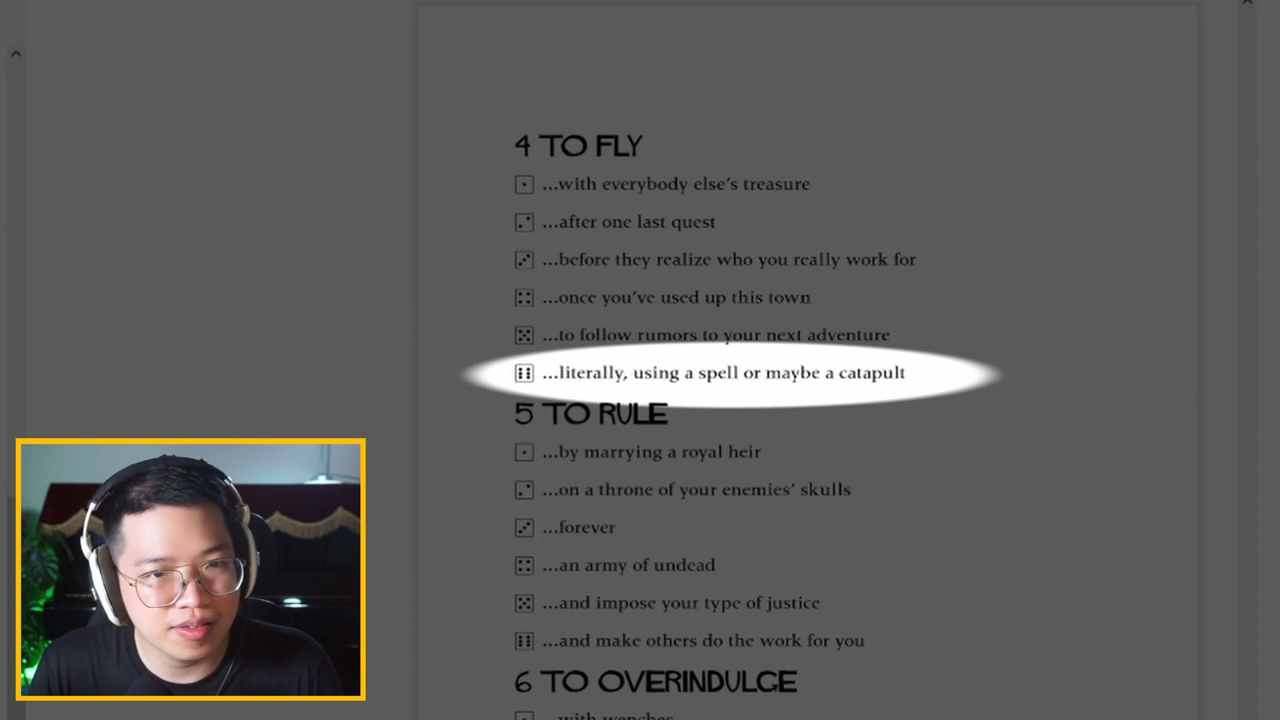 4 TO FLY
...with everybody else's treasure
...after one last quest
...before they realize who you really work for
...once you've used up this town
...to follow rumors to your next adventure
...literally, using a spell or maybe a catapult
5 TO RULE
...by marrying a royal heir
...on a throne of your enemies' skulls
...forever
...an army of undead
...and impose your type of justice
...and make others do the work for you
6 TO OVERINDULGE
...with wenches